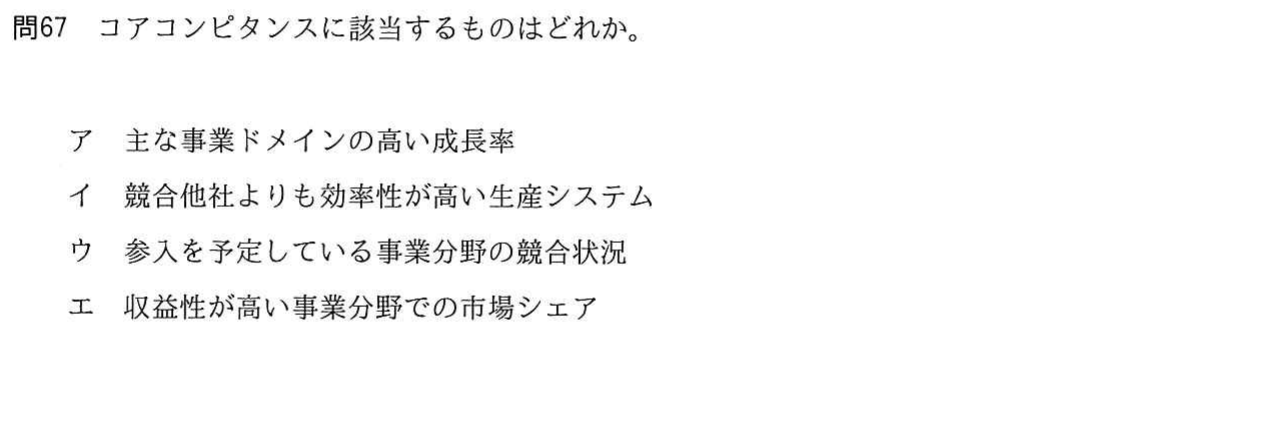 問67　コアコンピタンスに該当するものはどれか。
ア　主な事業ドメインの高い成長率
イ　競合他社よりも効率性が高い生産システム
ウ　参入を予定している事業分野の競合状況
エ　収益性が高い事業分野での市場シェア